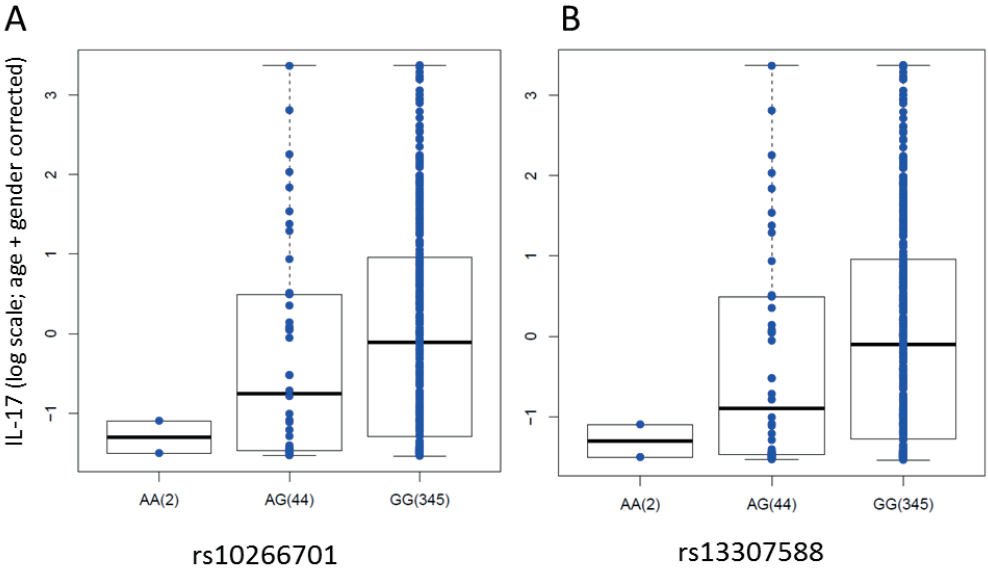 A
B
IL-17 (log scale; age + gender corrected)
3
2
1
0
−1
AA(2) AG(44) GG(345)
rs10266701
3
2
1
0
−1
AA(2) AG(44) GG(345)
rs13307588